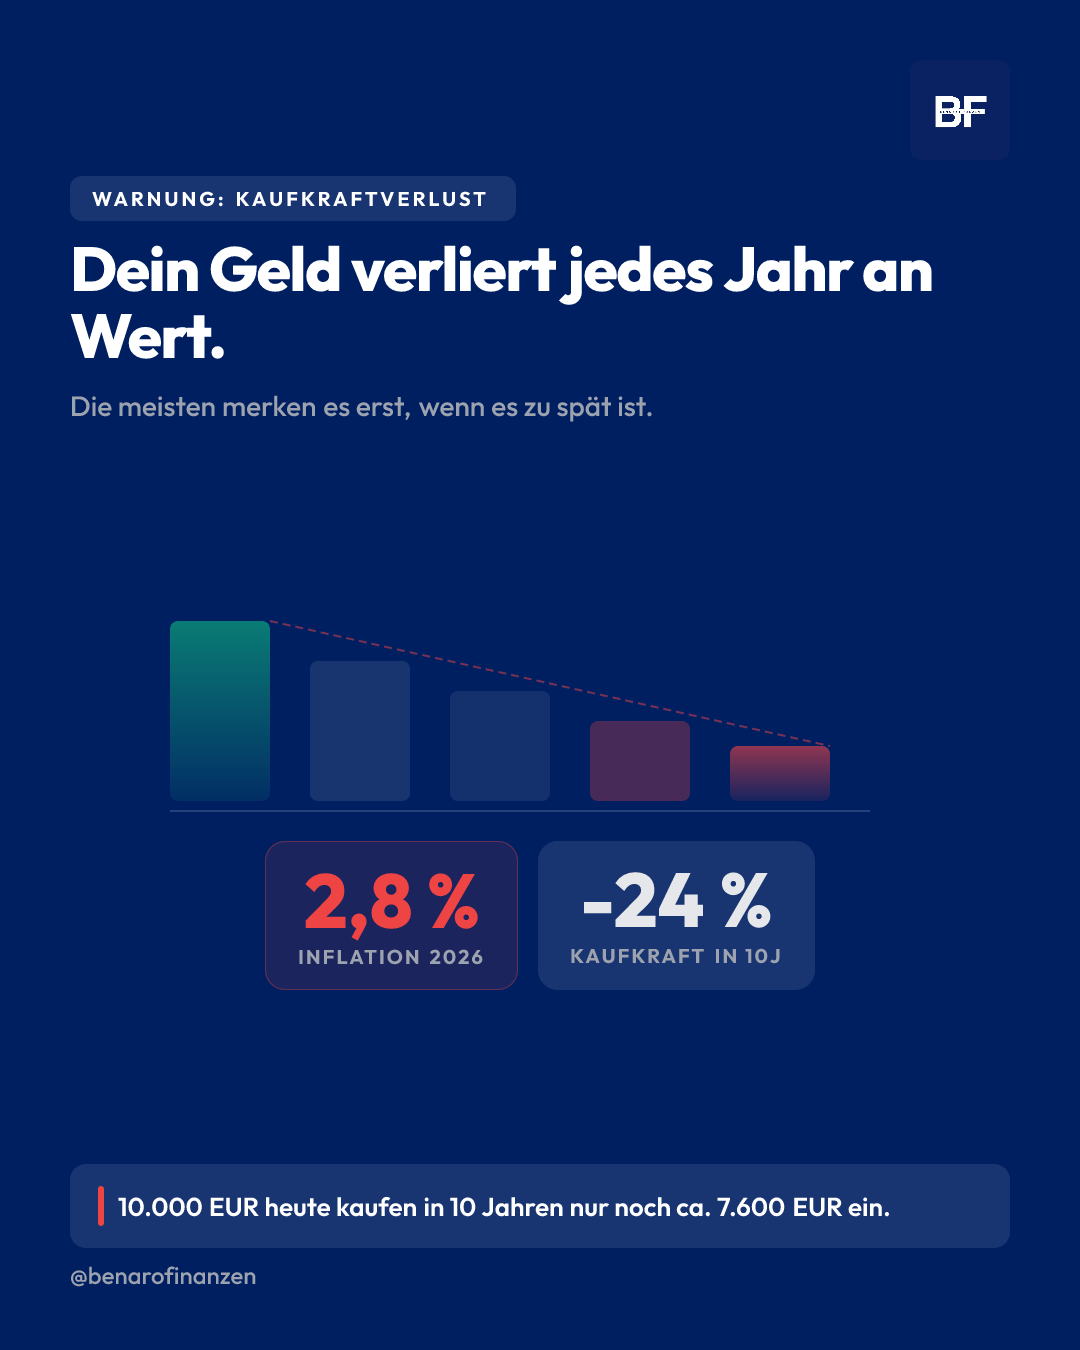 BF
WARNUNG: KAUFKRAFTVERLUST
Dein Geld verliert jedes Jahr an
Wert.
Die meisten merken es erst, wenn es zu spät ist.
2,8 %
INFLATION 2026
-24 %
KAUFKRAFT IN 10J
10.000 EUR heute kaufen in 10 Jahren nur noch ca. 7.600 EUR ein.
@benarofinanzen